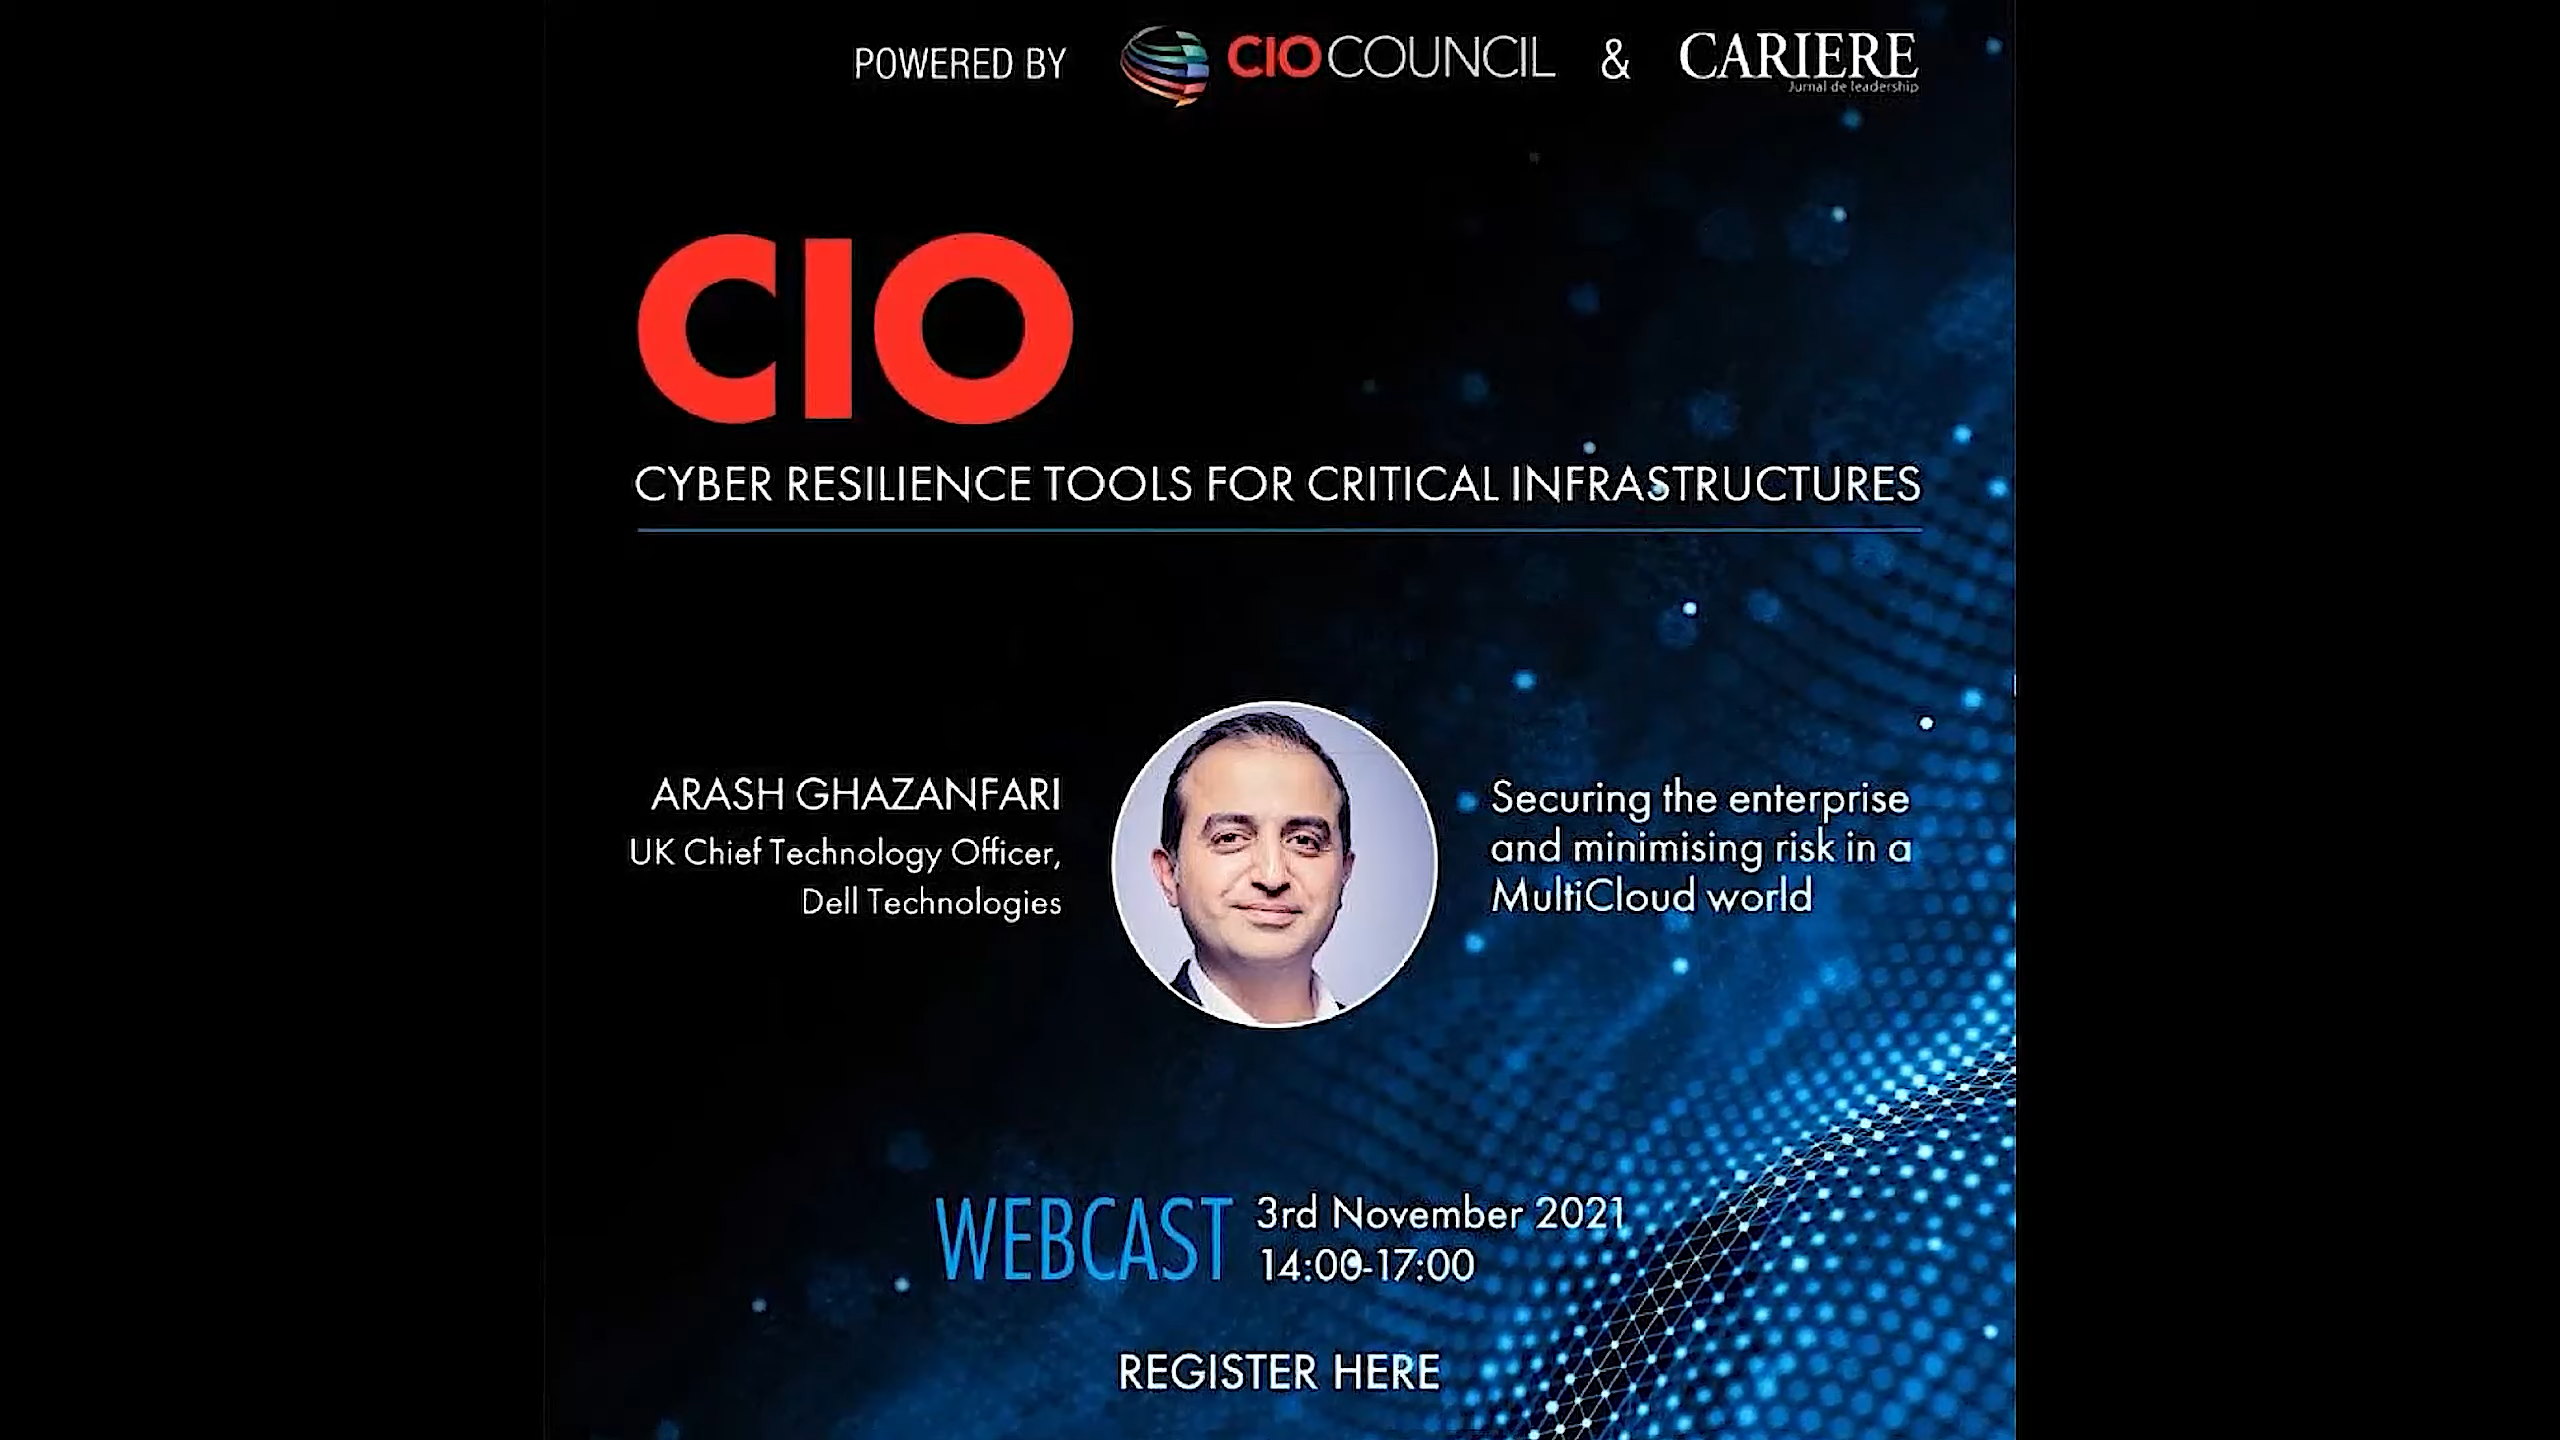 POWERED BY CIO COUNCIL & CARIERE
Jurnal de leadership
CIO
CYBER RESILIENCE TOOLS FOR CRITICAL INFRASTRUCTURES
ARASH GHAZANFARI
UK Chief Technology Officer,
Dell Technologies
Securing the enterprise
and minimising risk in a
MultiCloud world
WEBCAST
3rd November 2021
14:00-17:00
REGISTER HERE